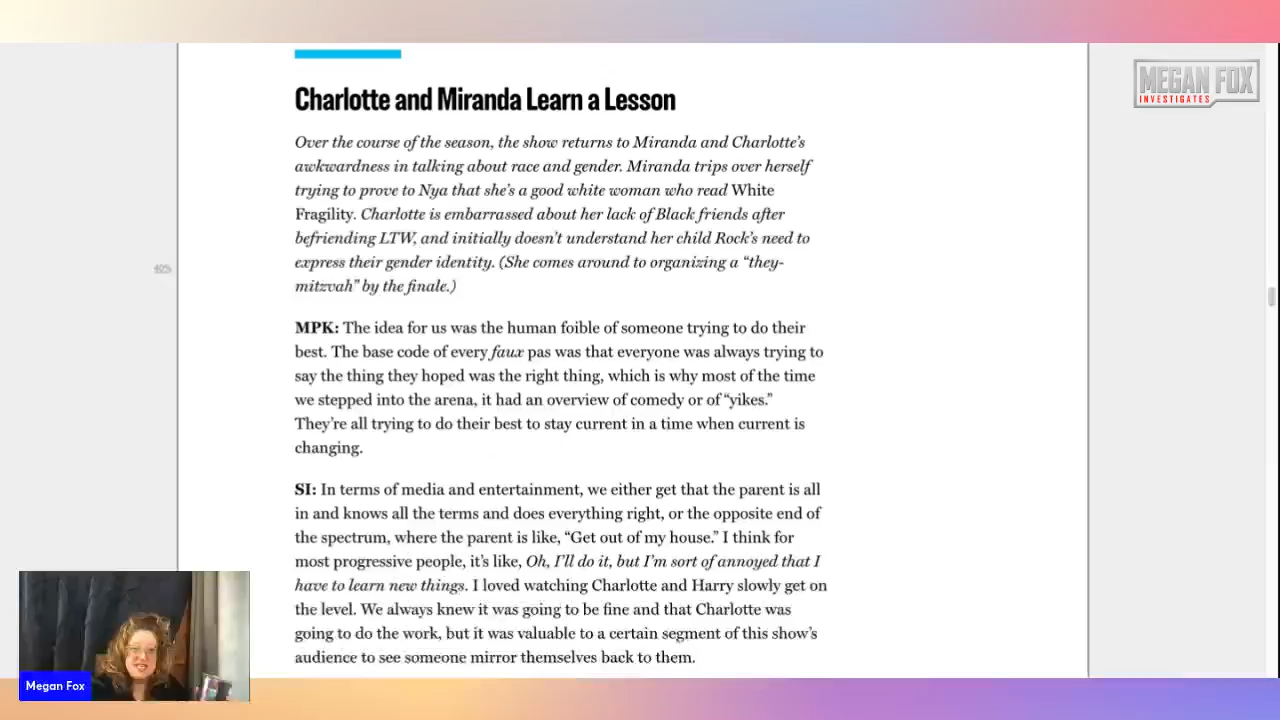 MEGAN FOX
INVESTIGATES
Charlotte and Miranda Learn a Lesson
Over the course of the season, the show returns to Miranda and Charlotte's
awkwardness in talking about race and gender. Miranda trips over herself
trying to prove to Nya that she's a good white woman who read White
Fragility. Charlotte is embarrassed about her lack of Black friends after
befriending LTW, and initially doesn't understand her child Rock's need to
express their gender identity. (She comes around to organizing a “they-
mitzvah” by the finale.)
40%
MPK: The idea for us was the human foible of someone trying to do their
best. The base code of every faux pas was that everyone was always trying to
say the thing they hoped was the right thing, which is why most of the time
we stepped into the arena, it had an overview of comedy or of “yikes.”
They're all trying to do their best to stay current in a time when current is
changing.
SI: In terms of media and entertainment, we either get that the parent is all
in and knows all the terms and does everything right, or the opposite end of
the spectrum, where the parent is like, “Get out of my house.” I think for
most progressive people, it's like, Oh, I'll do it, but I'm sort of annoyed that I
have to learn new things. I loved watching Charlotte and Harry slowly get on
the level. We always knew it was going to be fine and that Charlotte was
going to do the work, but it was valuable to a certain segment of this show's
audience to see someone mirror themselves back to them.
Megan Fox